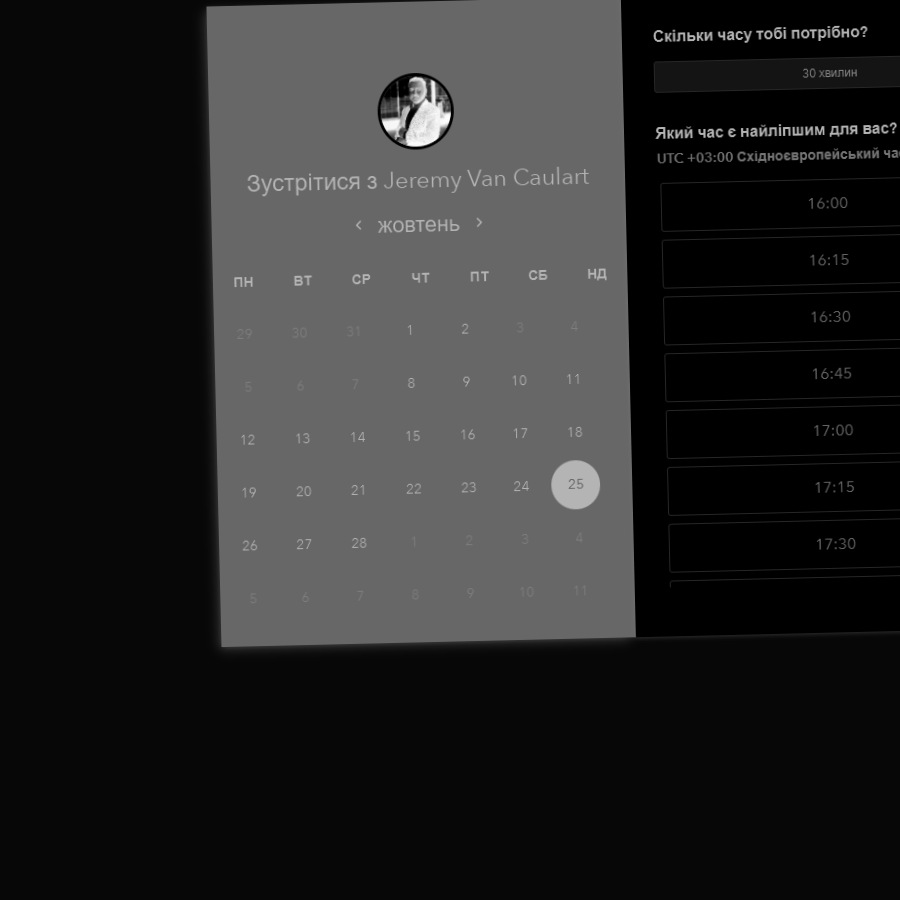 Зустрітися з Jeremy Van Caulart
‹ жовтень ›
ПН ВТ СР ЧТ ПТ СБ НД
29 30 31 1 2 3 4
5 6 7 8 9 10 11
12 13 14 15 16 17 18
19 20 21 22 23 24 25
26 27 28 1 2 3 4
5 6 7 8 9 10 11
Скільки часу тобі потрібно?
30 хвилин
Який час є найліпшим для вас?
UTC +03:00 Східноєвропейський
16:00
16:15
16:30
16:45
17:00
17:15
17:30